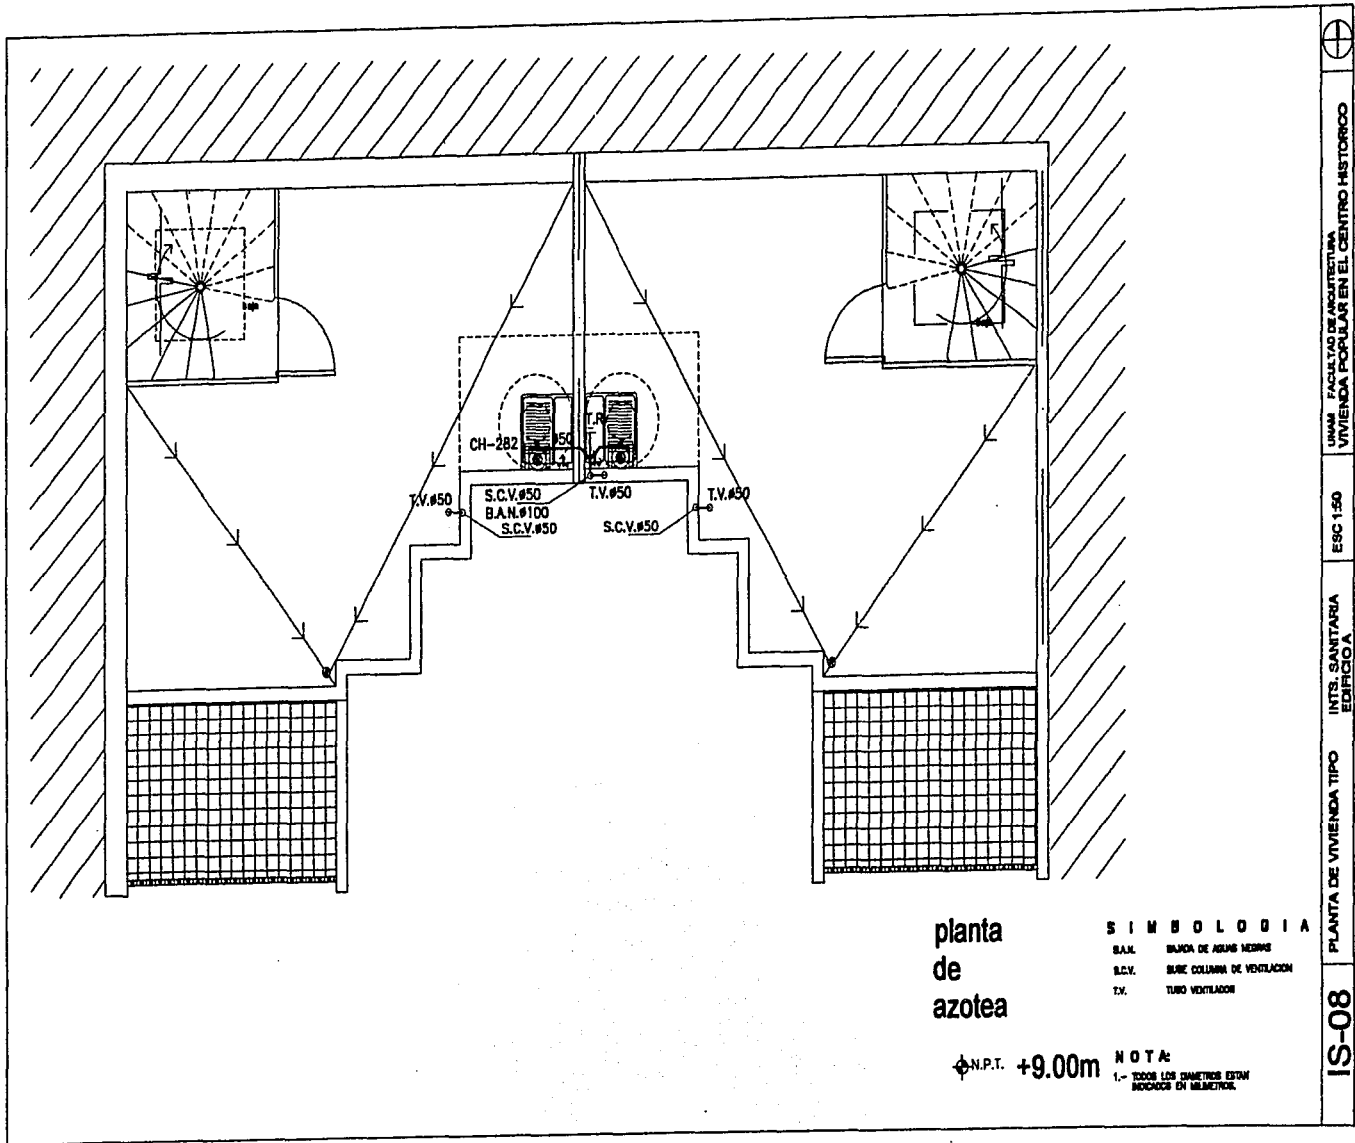 CH-282
ø50
T.R.
T.V.ø50
S.C.V.ø50
B.A.N.ø100
S.C.V.ø50
T.V.ø50
S.C.V.ø50
T.V.ø50
planta
de
azotea
N.P.T. +9.00m
SIMBOLOGIA
B.A.N. BAJADA DE AGUAS NEGRAS
S.C.V. SUBE COLUMNA DE VENTILACION
T.V. TUBO VENTILADOR
NOTA:
1.- TODOS LOS DIAMETROS ESTAN
INDICADOS EN MILIMETROS.
UNAM FACULTAD DE ARQUITECTURA
VIVIENDA POPULAR EN EL CENTRO HISTORICO
ESC 1:50
INTS. SANITARIA
EDIFICIO A
PLANTA DE VIVIENDA TIPO
IS-08